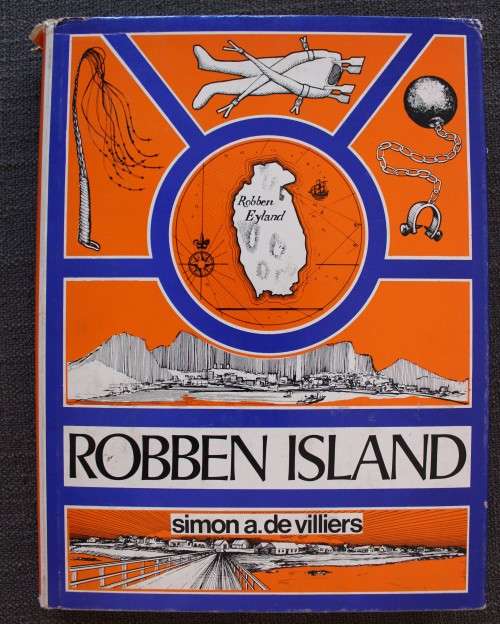 Robben
Eyland
ROBBEN ISLAND
simon a. de villiers